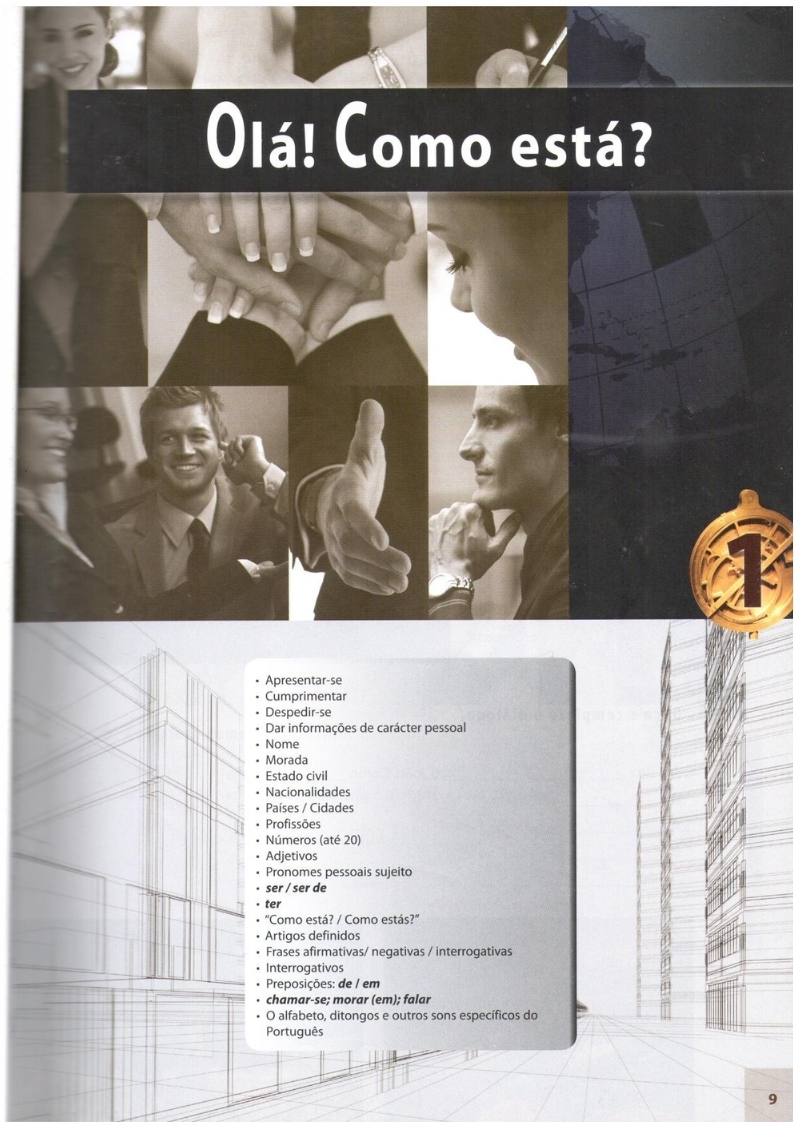 Olá! Como está?
1
• Apresentar-se
• Cumprimentar
• Despedir-se
• Dar informações de carácter pessoal
• Nome
• Morada
• Estado civil
• Nacionalidades
• Países / Cidades
• Profissões
• Números (até 20)
• Adjetivos
• Pronomes pessoais sujeito
• ser / ser de
• ter
• "Como está? / Como estás?"
• Artigos definidos
• Frases afirmativas/ negativas / interrogativas
• Interrogativos
• Preposições: de / em
• chamar-se; morar (em); falar
• O alfabeto, ditongos e outros sons específicos do
Português
9